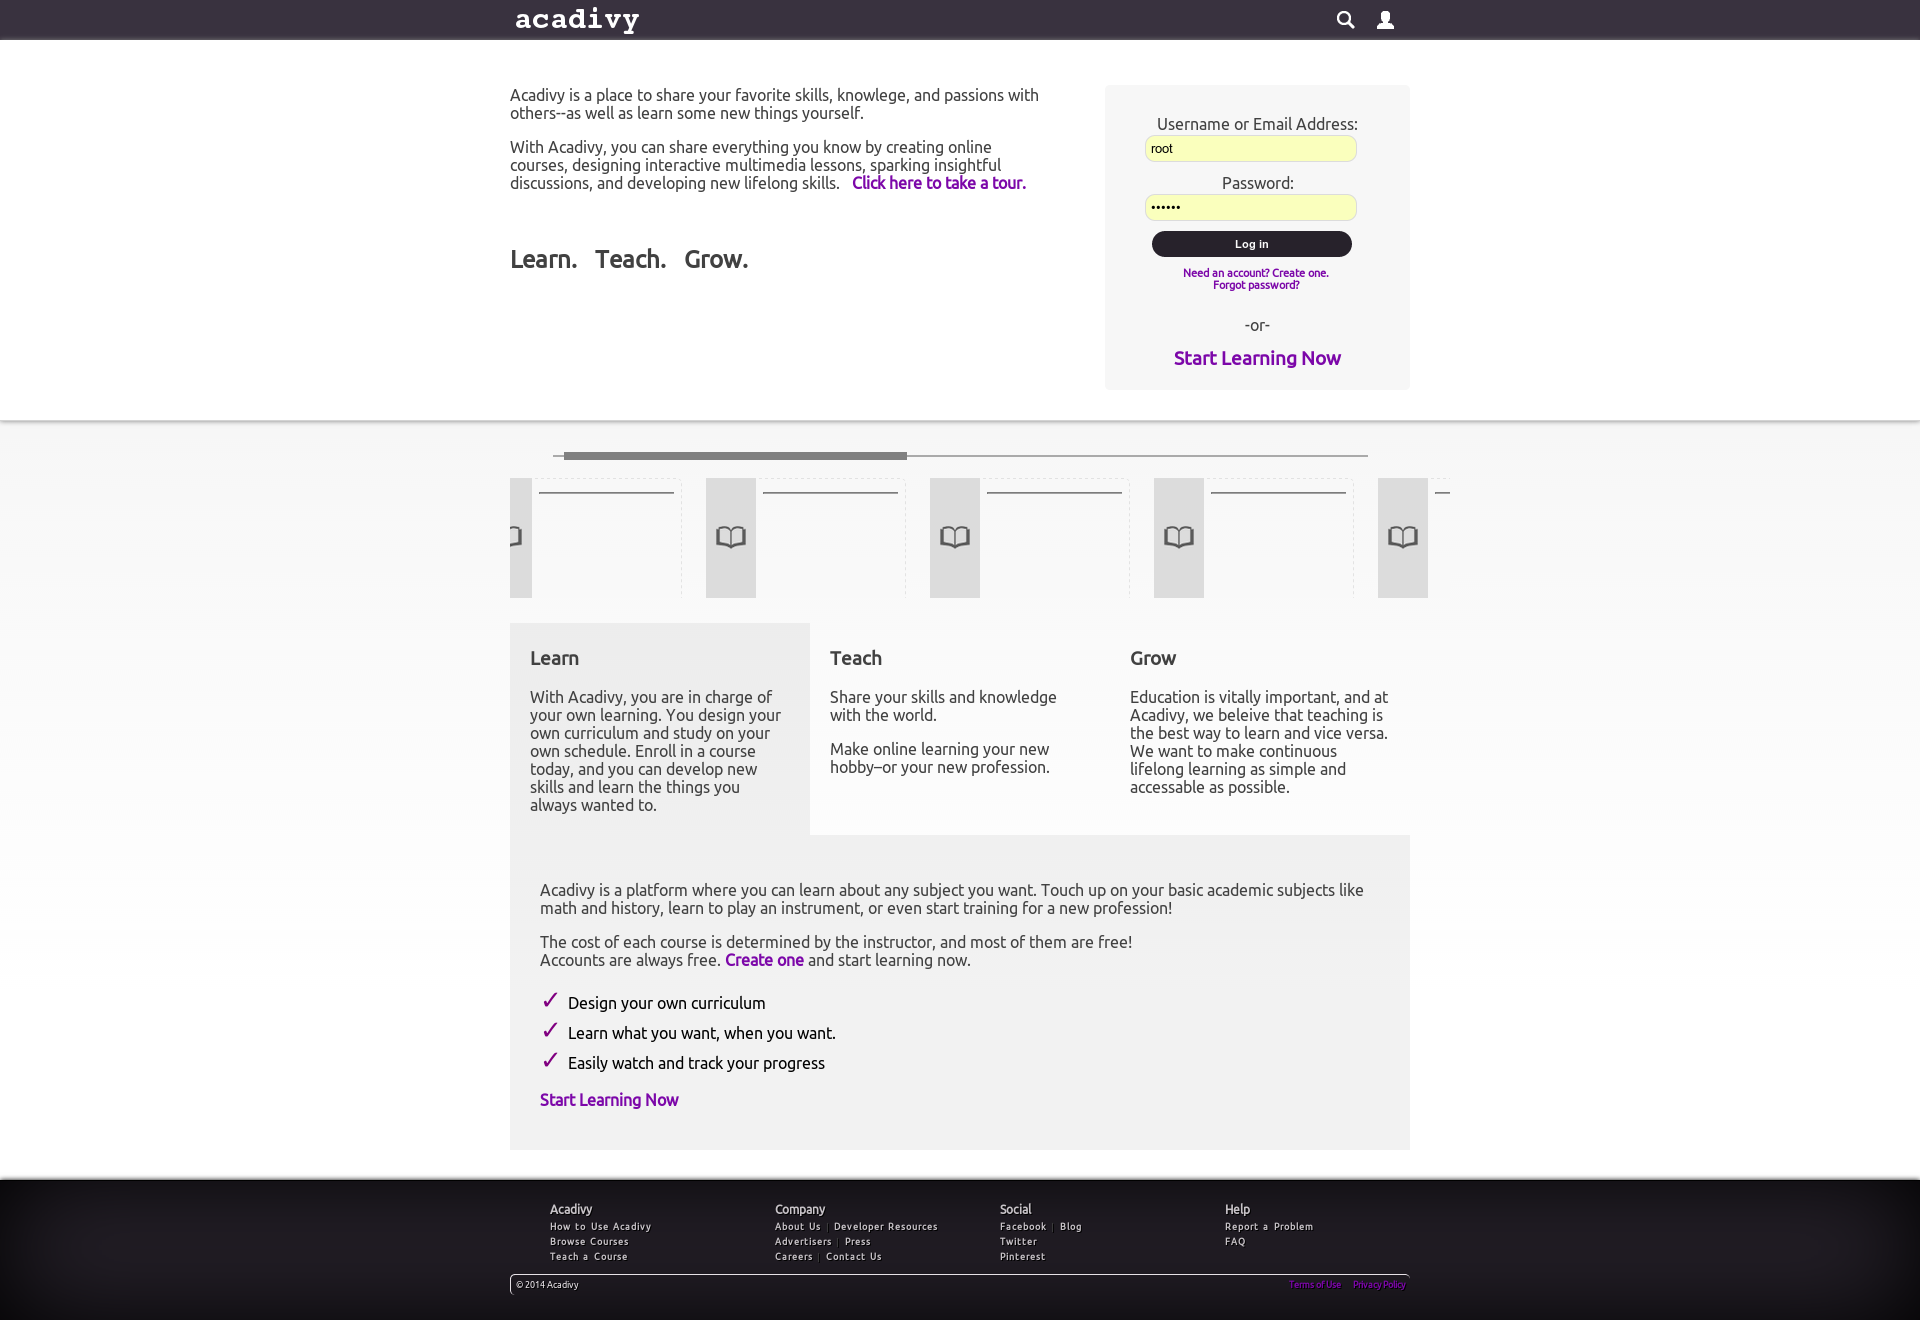 acadivy
Acadivy is a place to share your favorite skills, knowlege, and passions with
others--as well as learn some new things yourself.
With Acadivy, you can share everything you know by creating online
courses, designing interactive multimedia lessons, sparking insightful
discussions, and developing new lifelong skills. Click here to take a tour.
Learn. Teach. Grow.
Username or Email Address:
root
Password:
••••••
Log in
Need an account? Create one.
Forgot password?
-or-
Start Learning Now
Learn
With Acadivy, you are in charge of
your own learning. You design your
own curriculum and study on your
own schedule. Enroll in a course
today, and you can develop new
skills and learn the things you
always wanted to.
Teach
Share your skills and knowledge
with the world.
Make online learning your new
hobby–or your new profession.
Grow
Education is vitally important, and at
Acadivy, we beleive that teaching is
the best way to learn and vice versa.
We want to make continuous
lifelong learning as simple and
accessable as possible.
Acadivy is a platform where you can learn about any subject you want. Touch up on your basic academic subjects like
math and history, learn to play an instrument, or even start training for a new profession!
The cost of each course is determined by the instructor, and most of them are free!
Accounts are always free. Create one and start learning now.
✓ Design your own curriculum
✓ Learn what you want, when you want.
✓ Easily watch and track your progress
Start Learning Now
Acadivy
How to Use Acadivy
Browse Courses
Teach a Course
Company
About Us | Developer Resources
Advertisers | Press
Careers | Contact Us
Social
Facebook | Blog
Twitter
Pinterest
Help
Report a Problem
FAQ
© 2014 Acadivy
Terms of Use Privacy Policy